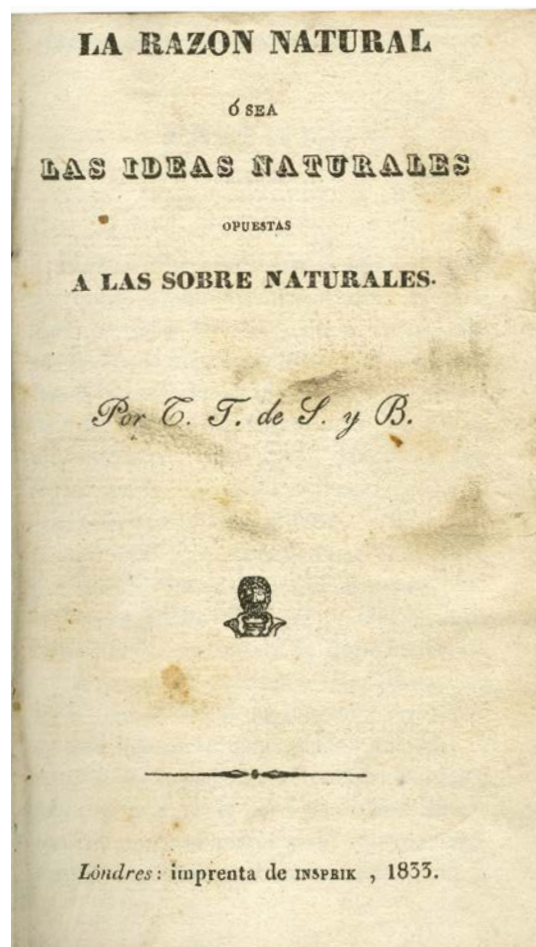 LA RAZON NATURAL
Ó SEA
LAS IDEAS NATURALES
OPUESTAS
A LAS SOBRE NATURALES.
Por T. T. de S. y B.
Lóndres: imprenta de INSPRIK , 1833.